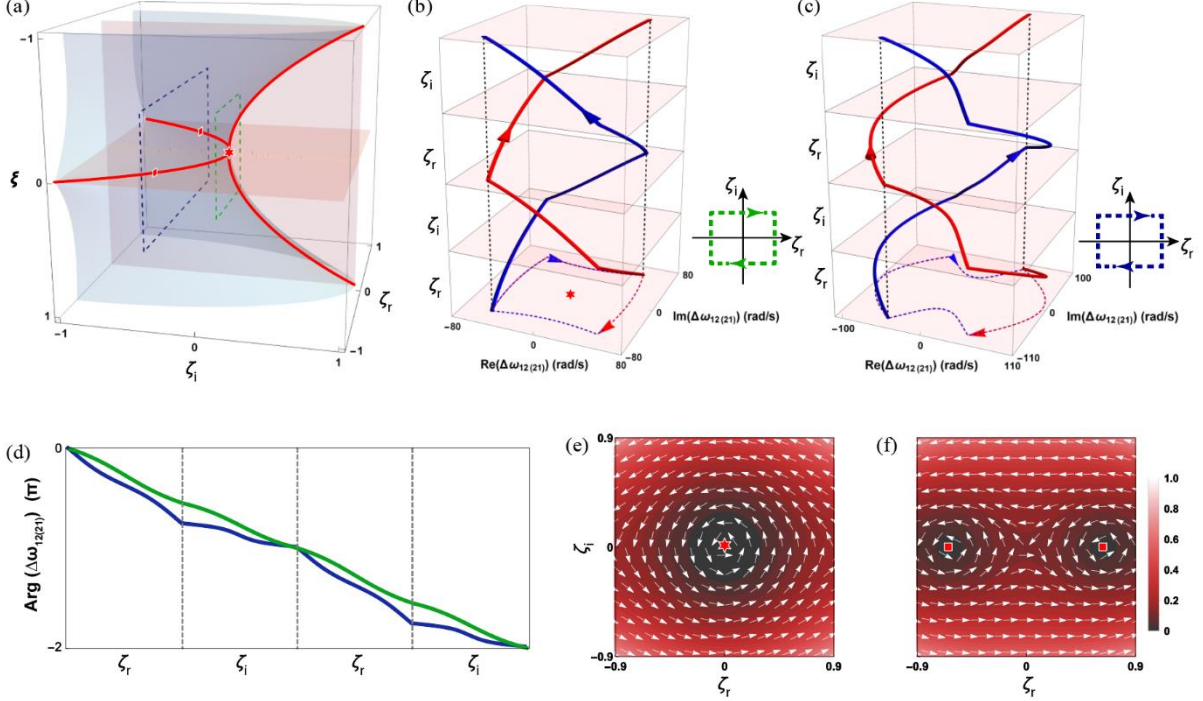 (a)
−1
ξ
0
1
−1
0
1
ζi
−1
0
1
ζr
(b)
ζi
ζr
ζi
ζr
−80
0
80
Re(Δω12(21)) (rad/s)
−80
0
80
Im(Δω12(21)) (rad/s)
ζi
ζr
(c)
ζi
ζr
ζi
ζr
−100
0
110
Re(Δω12(21)) (rad/s)
−110
0
100
Im(Δω12(21)) (rad/s)
ζi
ζr
(d)
0
−2
Arg (Δω12(21)) (π)
ζr ζi ζr ζi
(e)
0.9
0
−0.9
ζi
−0.9 0 0.9
ζr
(f)
−0.9 0 0.9
ζr
1.0
0.8
0.6
0.4
0.2
0